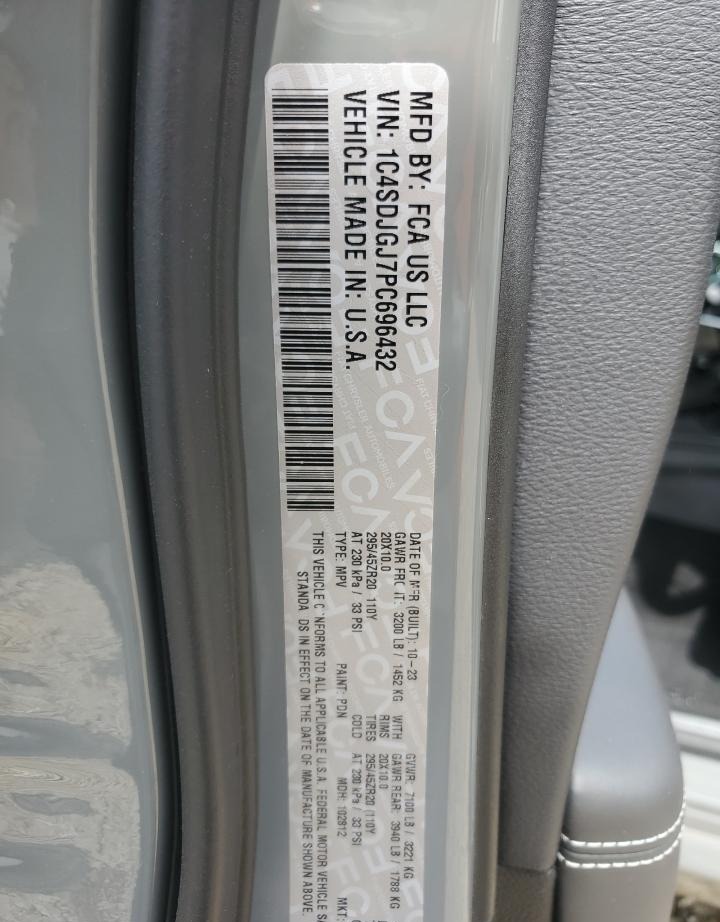 MFD BY: FCA US LLC
VIN: 1C4SDJGJ7PC696432
VEHICLE MADE IN: U.S.A.
DATE OF MFR (BUILT): 10-23 GVWR: 7100 LB / 3221 KG
GAWR FRONT: 3200 LB / 1452 KG WITH GAWR REAR: 3940 LB / 1788 KG
20X10.0 RIMS 20X10.0
295/45ZR20 110Y TIRES 295/45ZR20 (110Y
AT 230 kPa / 33 PSI COLD AT 230 kPa / 33 PSI
TYPE: MPV PAINT: PDN MDH: 102812 MKT:
THIS VEHICLE CONFORMS TO ALL APPLICABLE U.S.A. FEDERAL MOTOR VEHICLE
STANDARDS IN EFFECT ON THE DATE OF MANUFACTURE SHOWN ABOVE.